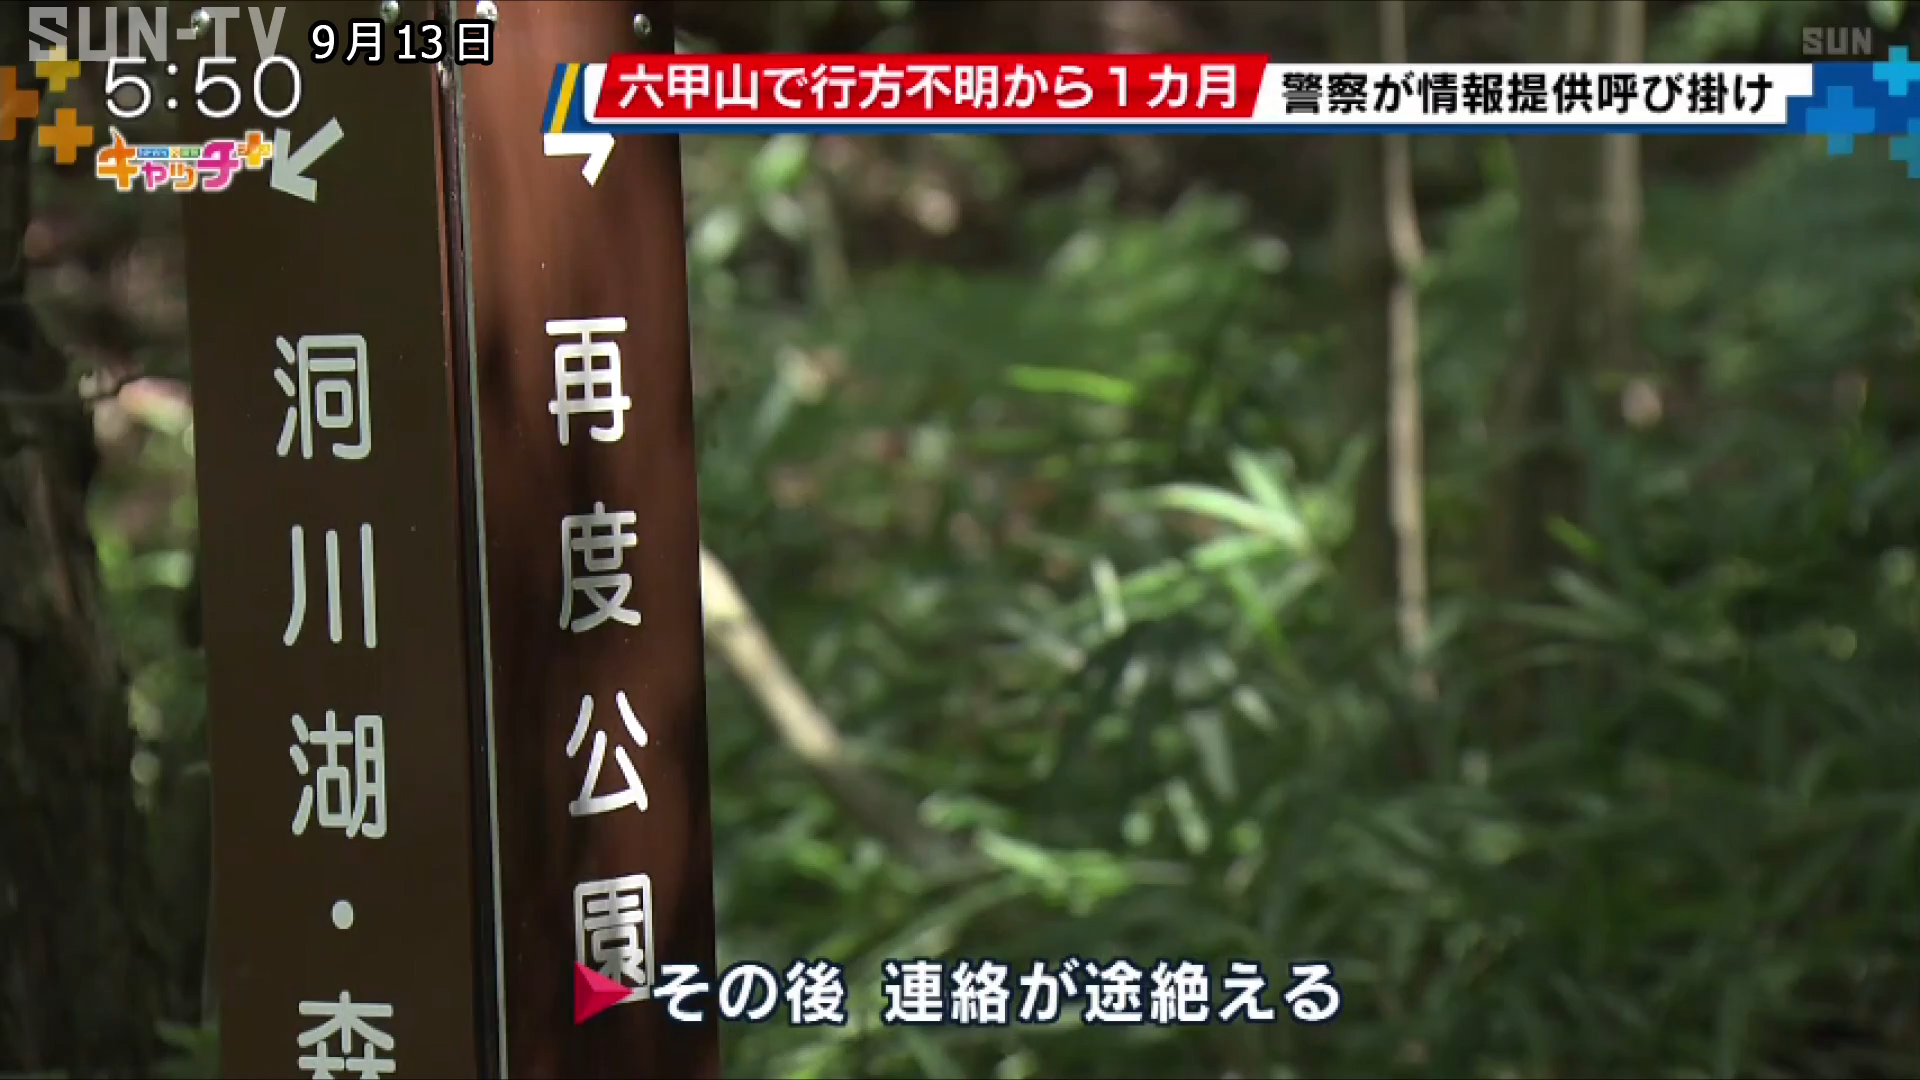 SUN-TV
9月13日
5:50
キャッチ+
六甲山で行方不明から1カ月
警察が情報提供呼び掛け
SUN
洞川湖・森
再度公園
その後 連絡が途絶える